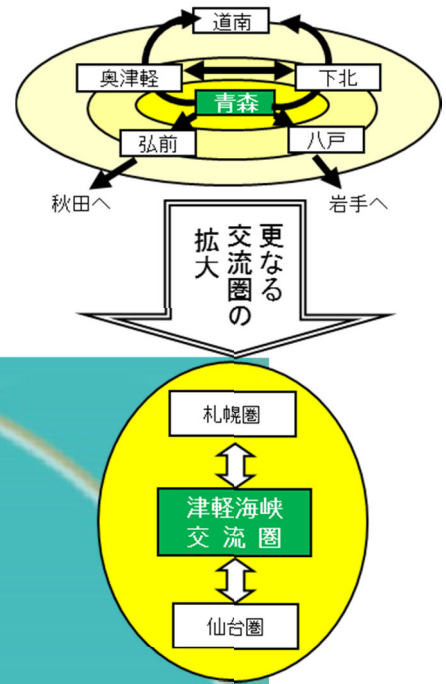 道南
奥津軽
下北
青森
弘前
八戸
秋田へ
岩手へ
更なる
交流圏の
拡大
札幌圏
津軽海峡
交流圏
仙台圏